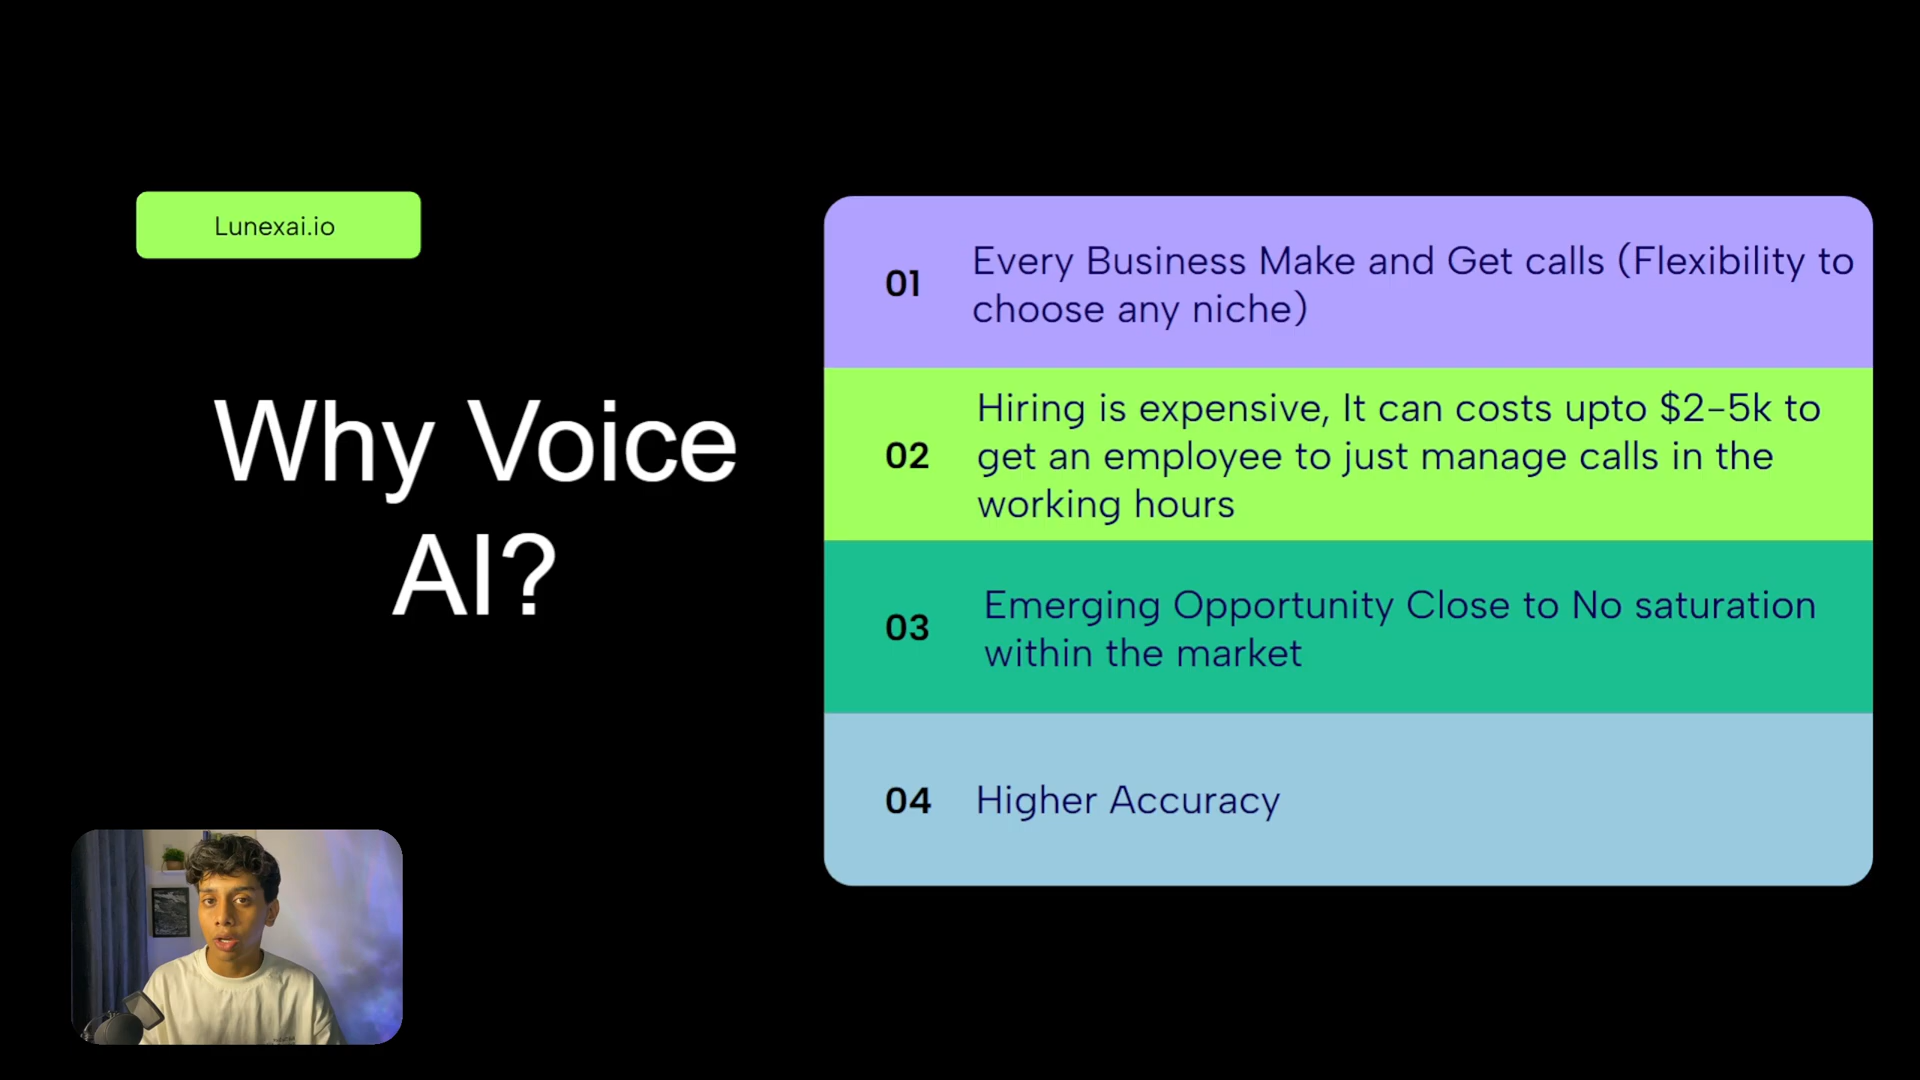 Lunexai.io
Why Voice
AI?
01
Every Business Make and Get calls (Flexibility to
choose any niche)
02
Hiring is expensive, It can costs upto $2-5k to
get an employee to just manage calls in the
working hours
03
Emerging Opportunity Close to No saturation
within the market
04
Higher Accuracy